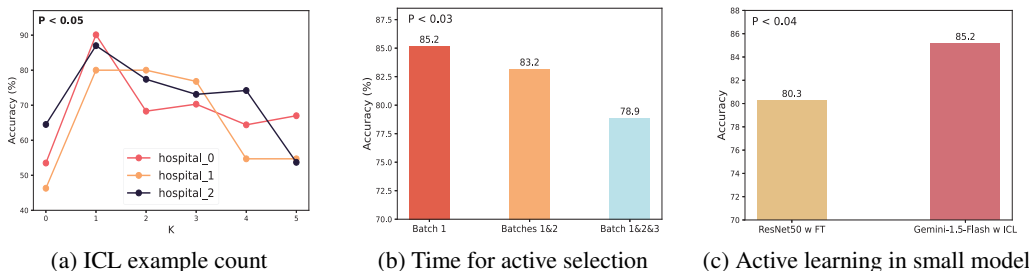 P < 0.05
Accuracy (%)
90
80
70
60
50
40
hospital_0
hospital_1
hospital_2
0 1 2 3 4 5
K
(a) ICL example count
P < 0.03
Accuracy (%)
87.5
85.0
82.5
80.0
77.5
75.0
72.5
70.0
85.2
83.2
78.9
Batch 1 Batches 1&2 Batch 1&2&3
(b) Time for active selection
P < 0.04
Accuracy
88
86
84
82
80
78
76
74
72
70
80.3
85.2
ResNet50 w FT Gemini-1.5-Flash w ICL
(c) Active learning in small model